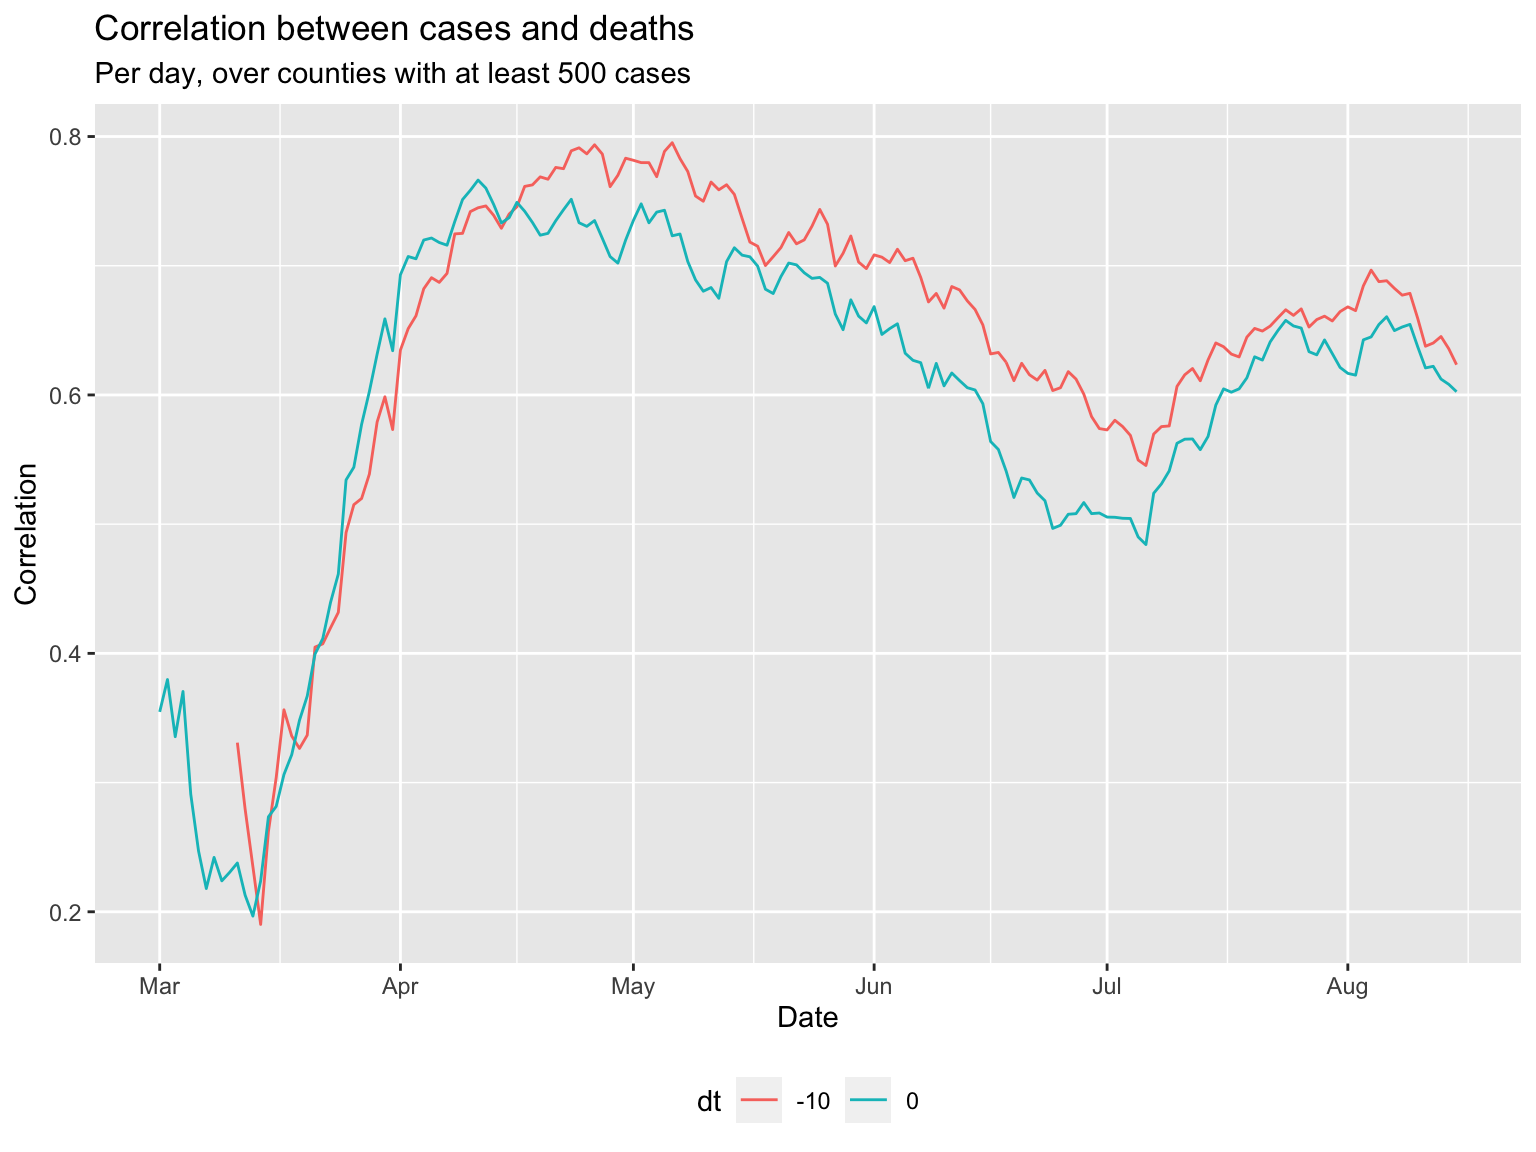 Correlation between cases and deaths
Per day, over counties with at least 500 cases
Correlation
0.8
0.6
0.4
0.2
Mar Apr May Jun Jul Aug
Date
dt -10 0